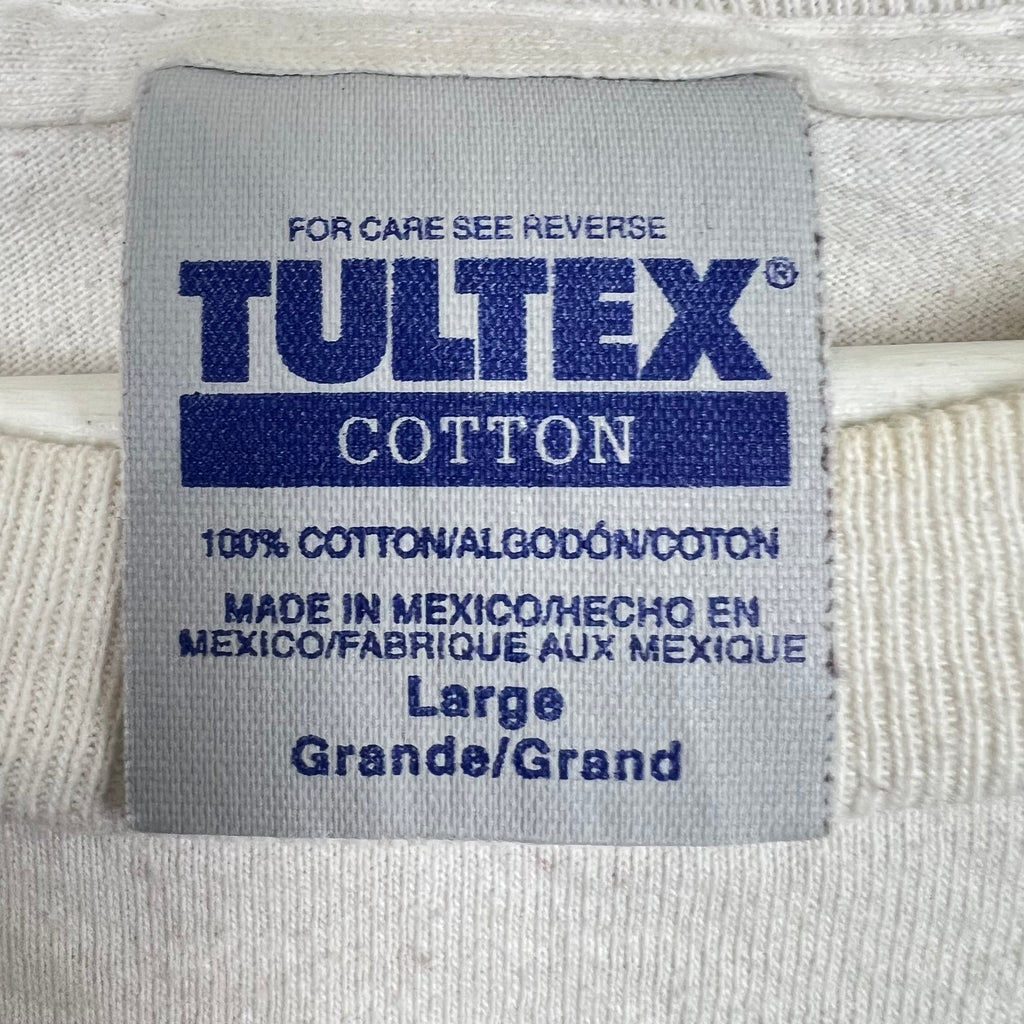 FOR CARE SEE REVERSE
TULTEX®
COTTON
100% COTTON/ALGODÓN/COTON
MADE IN MEXICO/HECHO EN
MEXICO/FABRIQUE AUX MEXIQUE
Large
Grande/Grand